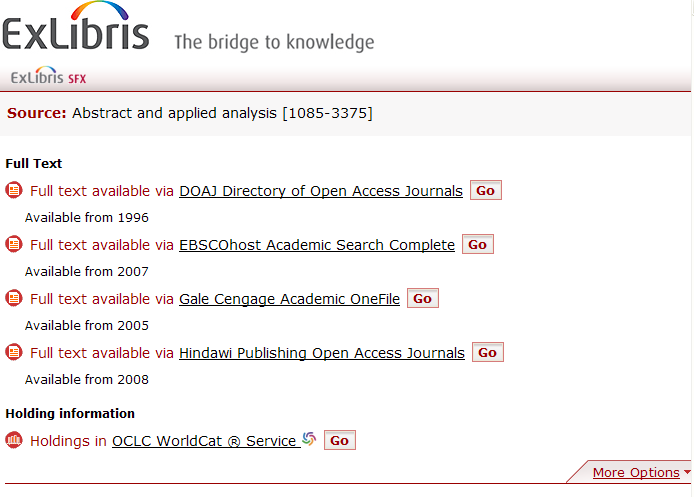 ExLibris The bridge to knowledge
ExLibris SFX
Source: Abstract and applied analysis [1085-3375]
Full Text
Full text available via DOAJ Directory of Open Access Journals Go
Available from 1996
Full text available via EBSCOhost Academic Search Complete Go
Available from 2007
Full text available via Gale Cengage Academic OneFile Go
Available from 2005
Full text available via Hindawi Publishing Open Access Journals Go
Available from 2008
Holding information
Holdings in OCLC WorldCat ® Service Go
More Options